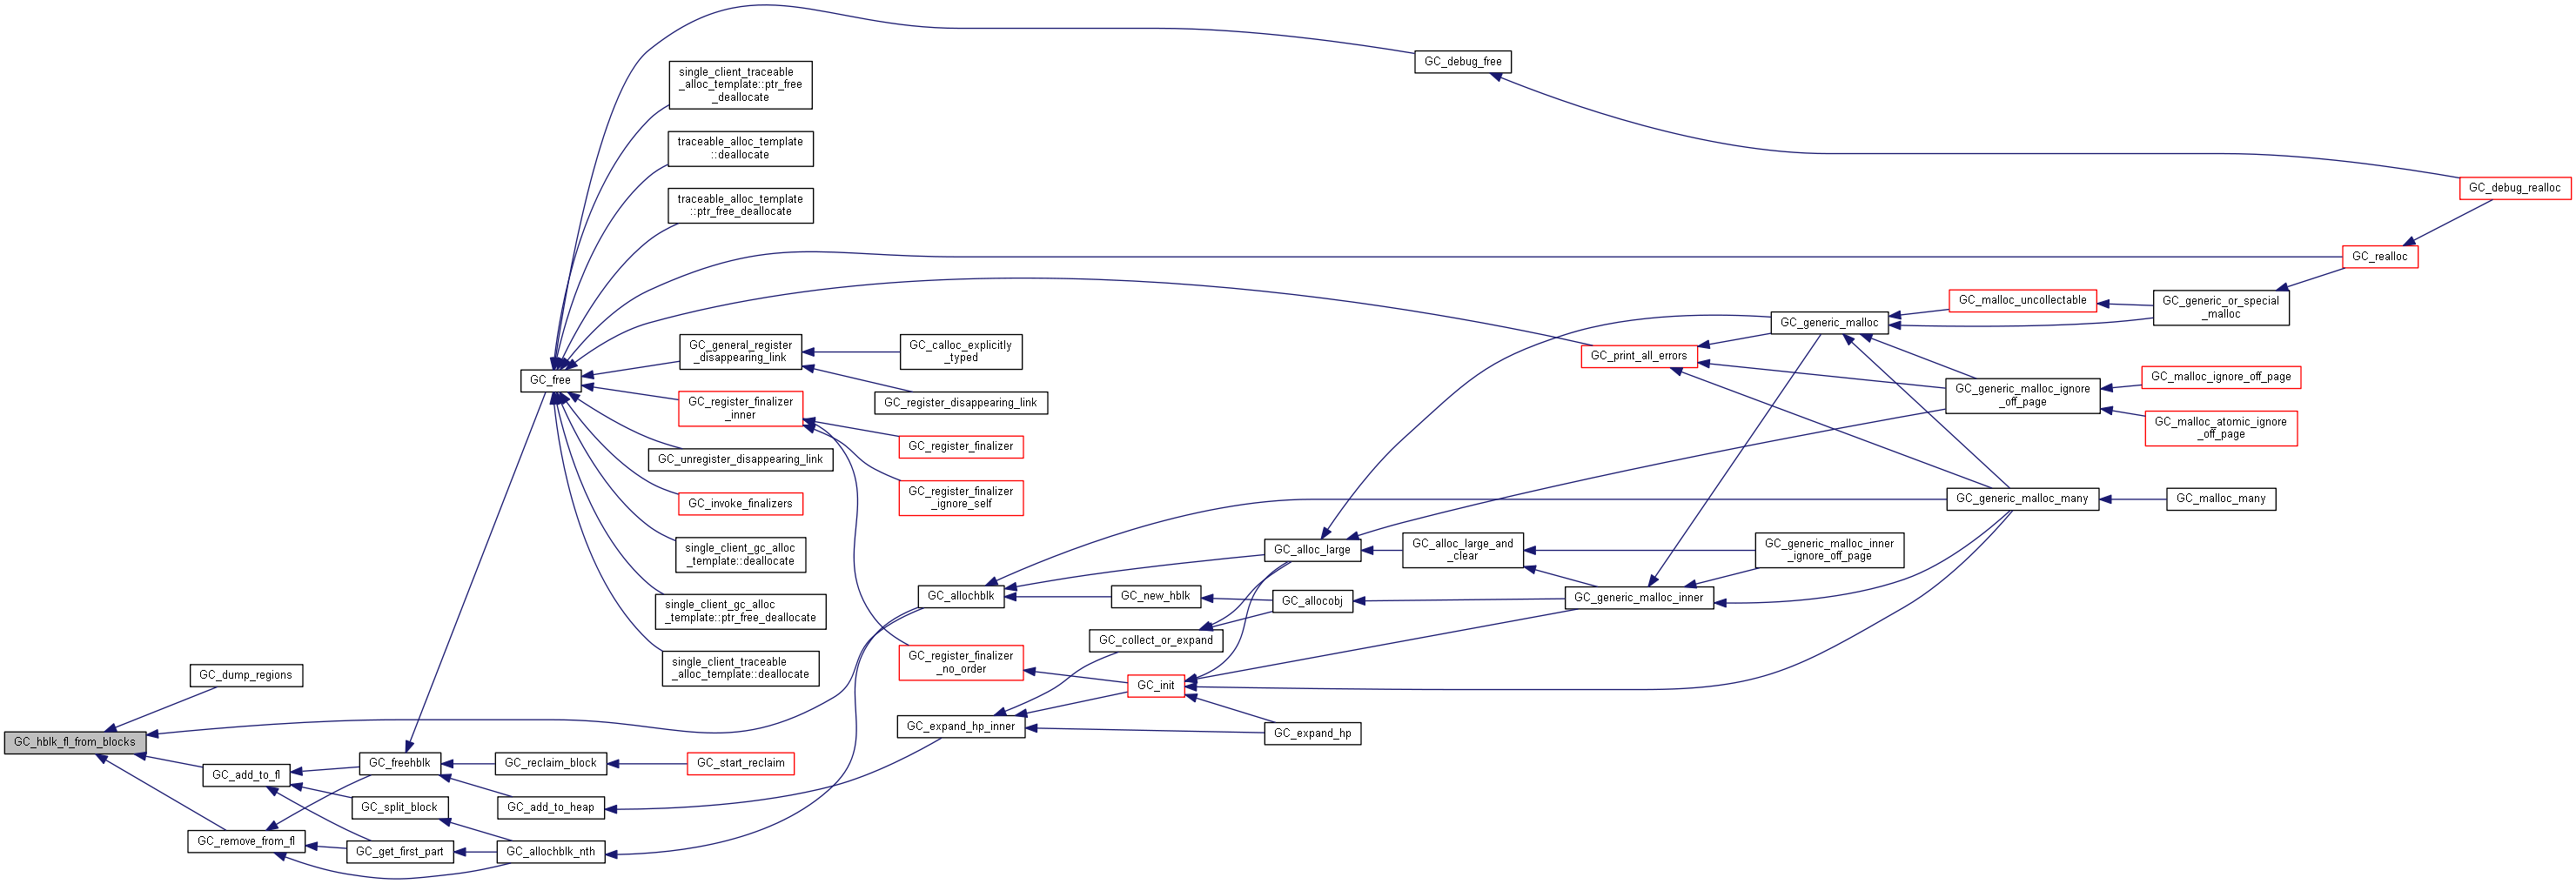 GC_debug_free
single_client_traceable
_alloc_template::ptr_free
_deallocate
traceable_alloc_template
::deallocate
traceable_alloc_template
::ptr_free_deallocate
GC_debug_realloc
GC_realloc
GC_malloc_uncollectable
GC_generic_or_special
_malloc
GC_generic_malloc
GC_general_register
_disappearing_link
GC_calloc_explicitly
_typed
GC_print_all_errors
GC_free
GC_register_disappearing_link
GC_generic_malloc_ignore
_off_page
GC_malloc_ignore_off_page
GC_malloc_atomic_ignore
_off_page
GC_register_finalizer
_inner
GC_register_finalizer
GC_unregister_disappearing_link
GC_register_finalizer
_ignore_self
GC_invoke_finalizers
GC_generic_malloc_many
GC_malloc_many
single_client_gc_alloc
_template::deallocate
GC_alloc_large
GC_alloc_large_and
_clear
GC_generic_malloc_inner
_ignore_off_page
single_client_gc_alloc
_template::ptr_free_deallocate
GC_allochblk
GC_new_hblk
GC_allocobj
GC_generic_malloc_inner
GC_collect_or_expand
single_client_traceable
_alloc_template::deallocate
GC_register_finalizer
_no_order
GC_init
GC_dump_regions
GC_expand_hp_inner
GC_expand_hp
GC_hblk_fl_from_blocks
GC_freehblk
GC_reclaim_block
GC_start_reclaim
GC_add_to_fl
GC_split_block
GC_add_to_heap
GC_remove_from_fl
GC_get_first_part
GC_allochblk_nth